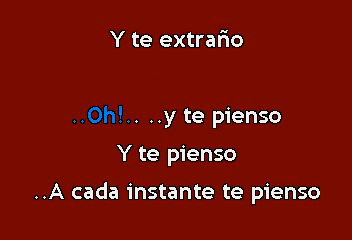 Y te extraño
..Oh!.. ..y te pienso
Y te pienso
..A cada instante te pienso